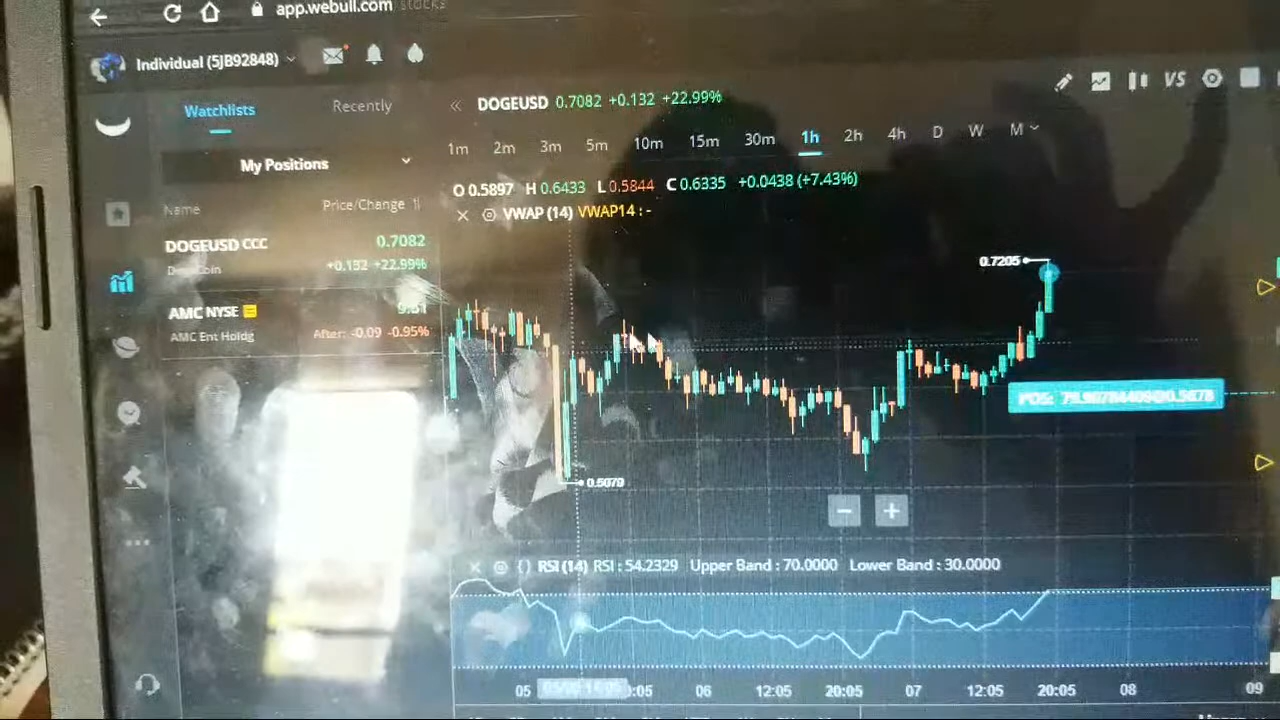 app.webull.com stocks
Individual (5JB92848)
Watchlists Recently
My Positions
Name Price/Change
DOGEUSD CCC 0.7082
DogeCoin +0.132 +22.99%
AMC NYSE
AMC Ent Holdg After: -0.09 -0.95%
DOGEUSD 0.7082 +0.132 +22.99%
1m 2m 3m 5m 10m 15m 30m 1h 2h 4h D W M
VS
O 0.5897 H 0.6433 L 0.5844 C 0.6335 +0.0438 (+7.43%)
VWAP (14) VWAP14 : -
0.7205
POS:
0.5079
− +
RSI (14) RSI : 54.2329 Upper Band : 70.0000 Lower Band : 30.0000
05 06 12:05 20:05 07 12:05 20:05 08 09